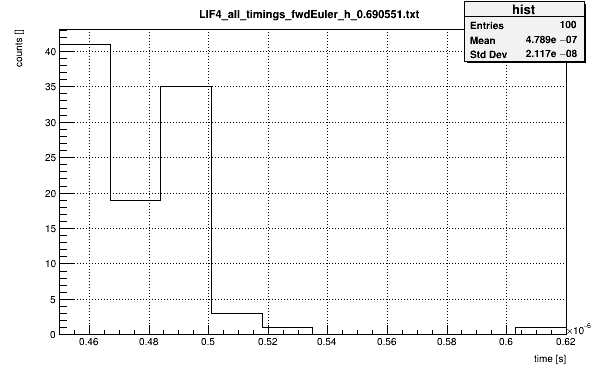 LIF4_all_timings_fwdEuler_h_0.690551.txt
hist
Entries 100
Mean 4.789e −07
Std Dev 2.117e −08
counts []
40
35
30
25
20
15
10
5
0
0.46 0.48 0.5 0.52 0.54 0.56 0.58 0.6 0.62
×10⁻⁶
time [s]